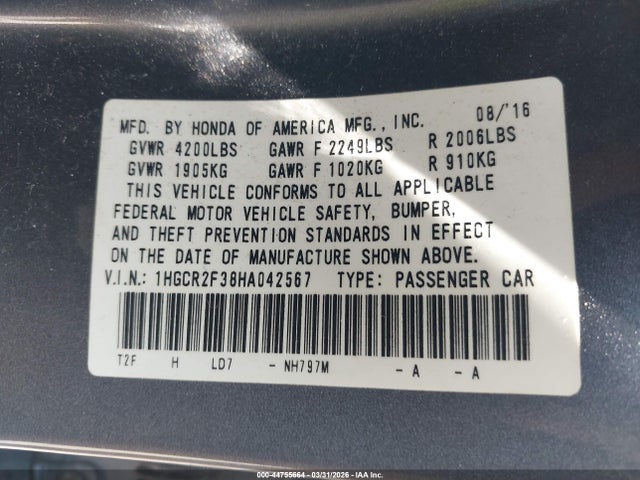 MFD. BY HONDA OF AMERICA MFG., INC. 08/'16
GVWR 4200LBS GAWR F 2249LBS R 2006LBS
GVWR 1905KG GAWR F 1020KG R 910KG
THIS VEHICLE CONFORMS TO ALL APPLICABLE
FEDERAL MOTOR VEHICLE SAFETY, BUMPER,
AND THEFT PREVENTION STANDARDS IN EFFECT
ON THE DATE OF MANUFACTURE SHOWN ABOVE.
V.I.N.: 1HGCR2F38HA042567 TYPE: PASSENGER CAR
T2F H LD7 - NH797M - A - A
000-44755664 - 03/31/2026 - IAA Inc.